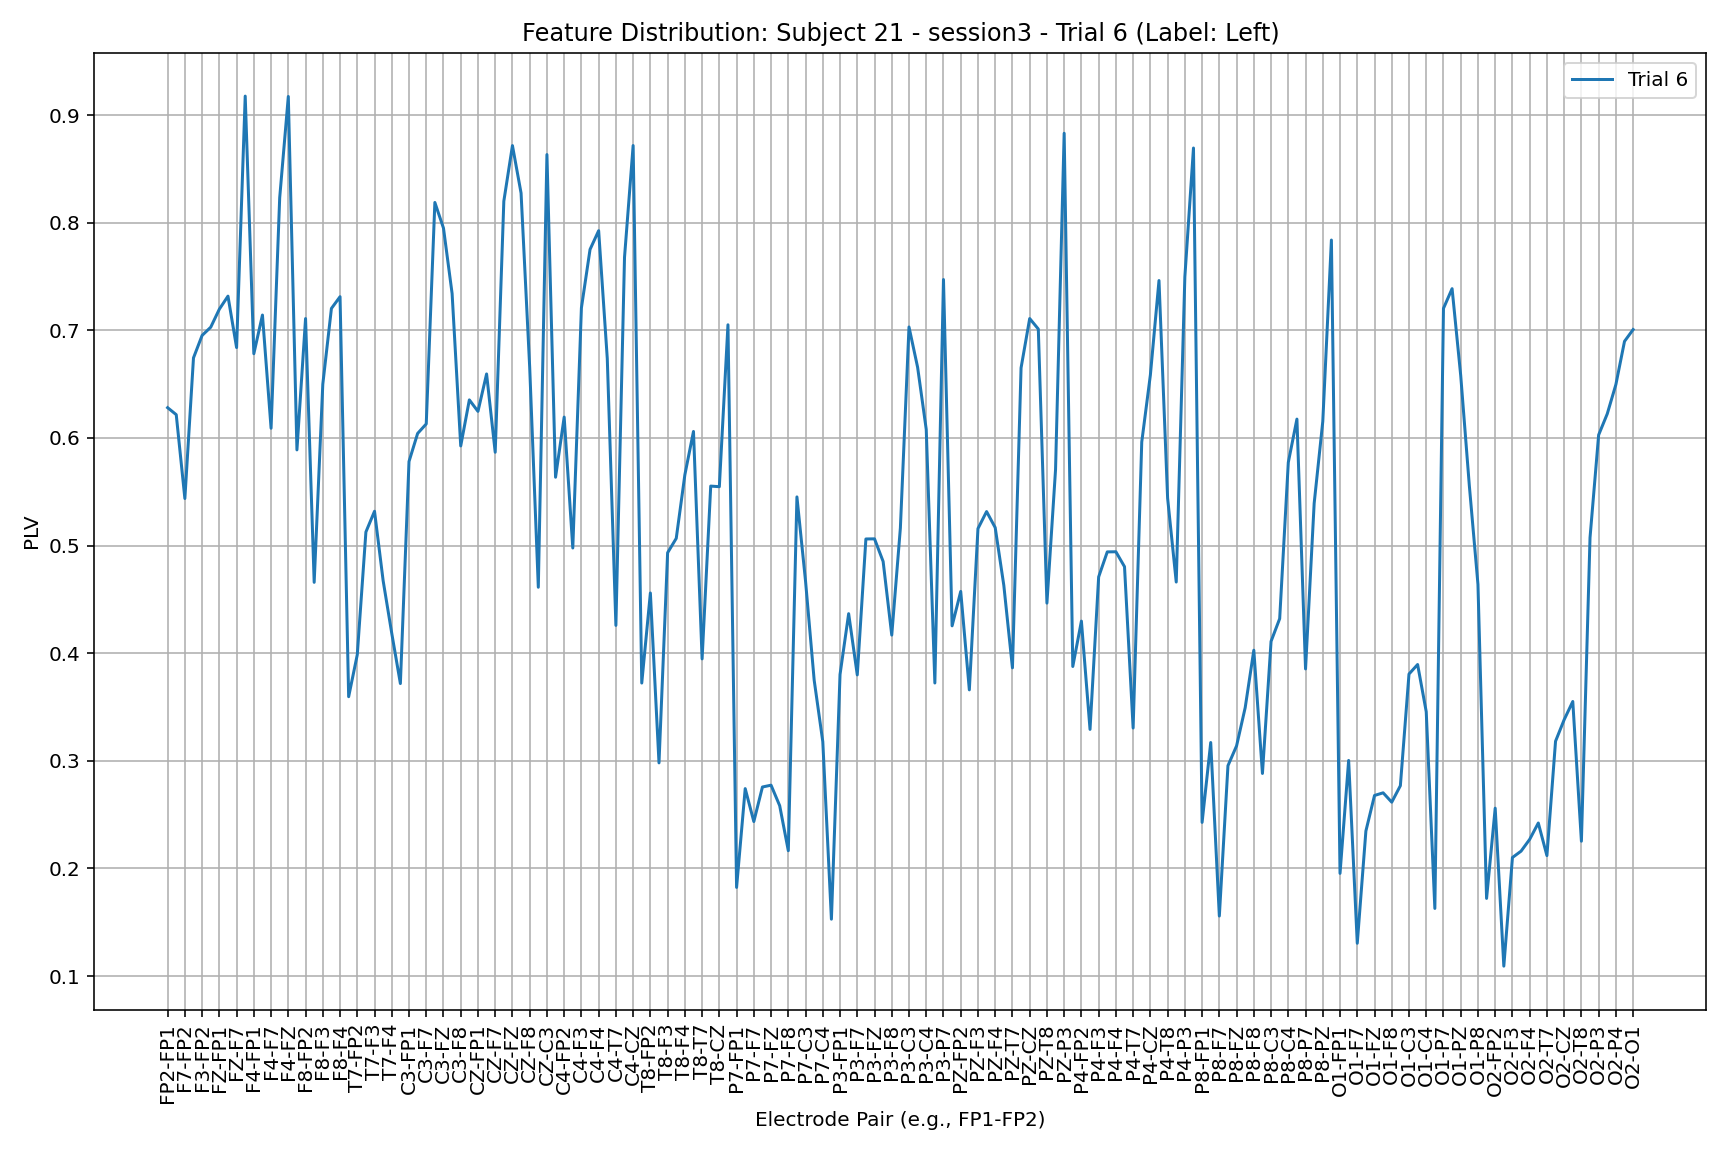 Feature Distribution: Subject 21 - session3 - Trial 6 (Label: Left)
Trial 6
PLV
0.9
0.8
0.7
0.6
0.5
0.4
0.3
0.2
0.1
FP2-FP1
F7-FP2
F3-FP2
FZ-FP1
FZ-F7
F4-FP1
F4-F7
F4-FZ
F8-FP2
F8-F3
F8-F4
T7-FP2
T7-F3
T7-F4
C3-FP1
C3-F7
C3-FZ
C3-F8
CZ-FP1
CZ-F7
CZ-FZ
CZ-F8
CZ-C3
C4-FP2
C4-F3
C4-F4
C4-T7
C4-CZ
T8-FP2
T8-F3
T8-F4
T8-T7
T8-CZ
P7-FP1
P7-F7
P7-FZ
P7-F8
P7-C3
P7-C4
P3-FP1
P3-F7
P3-FZ
P3-F8
P3-C3
P3-C4
P3-P7
PZ-FP2
PZ-F3
PZ-F4
PZ-T7
PZ-CZ
PZ-T8
PZ-P3
P4-FP2
P4-F3
P4-F4
P4-T7
P4-CZ
P4-T8
P4-P3
P8-FP1
P8-F7
P8-FZ
P8-F8
P8-C3
P8-C4
P8-P7
P8-PZ
O1-FP1
O1-F7
O1-FZ
O1-F8
O1-C3
O1-C4
O1-P7
O1-PZ
O1-P8
O2-FP2
O2-F3
O2-F4
O2-T7
O2-CZ
O2-T8
O2-P3
O2-P4
O2-O1
Electrode Pair (e.g., FP1-FP2)